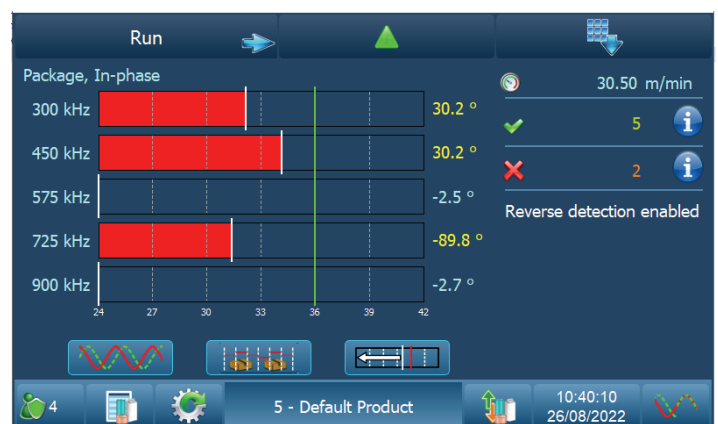 Run
Package, In-phase
300 kHz 30.2 º
450 kHz 30.2 º
575 kHz -2.5 º
725 kHz -89.8 º
900 kHz -2.7 º
24 27 30 33 36 39 42
30.50 m/min
5 i
2 i
Reverse detection enabled
4
5 - Default Product
10:40:10
26/08/2022